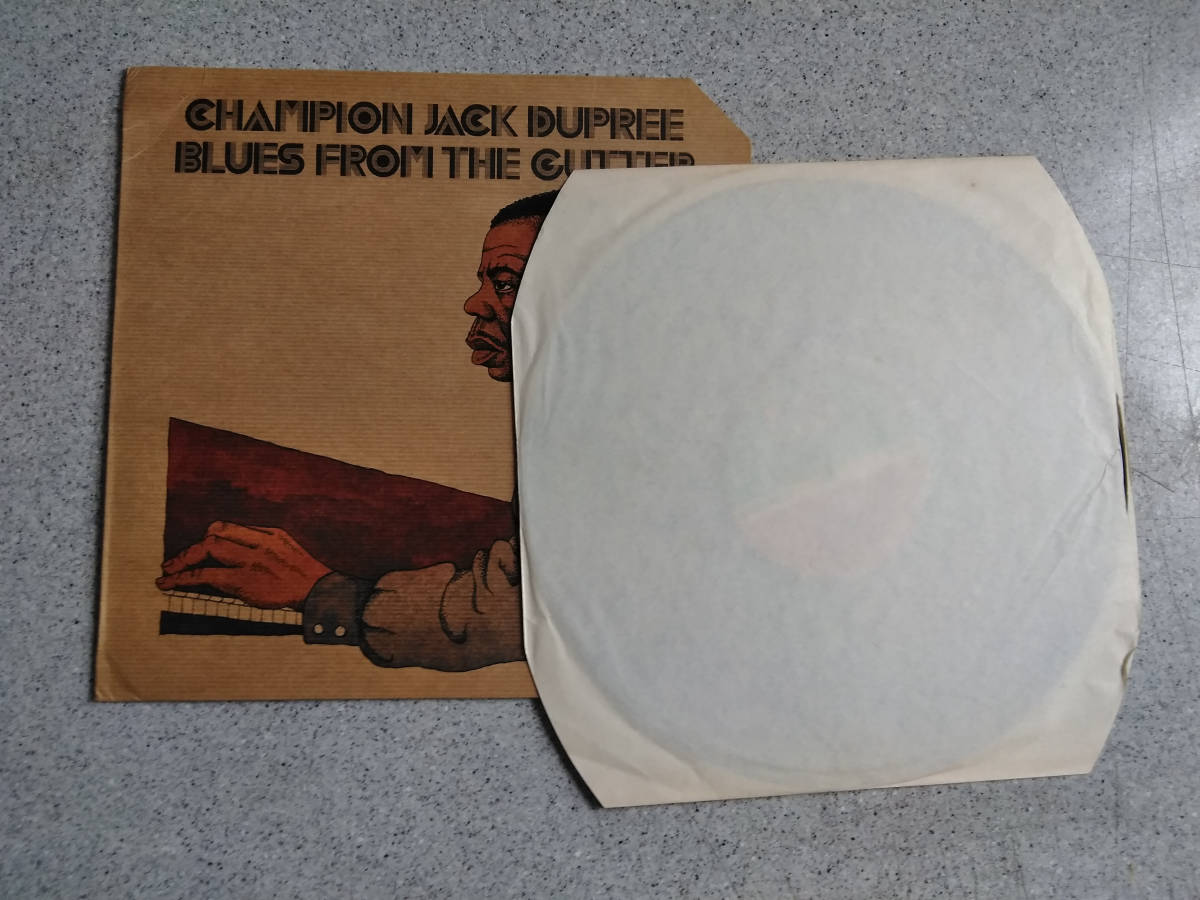 CHAMPION JACK DUPREE
BLUES FROM THE GUTTER